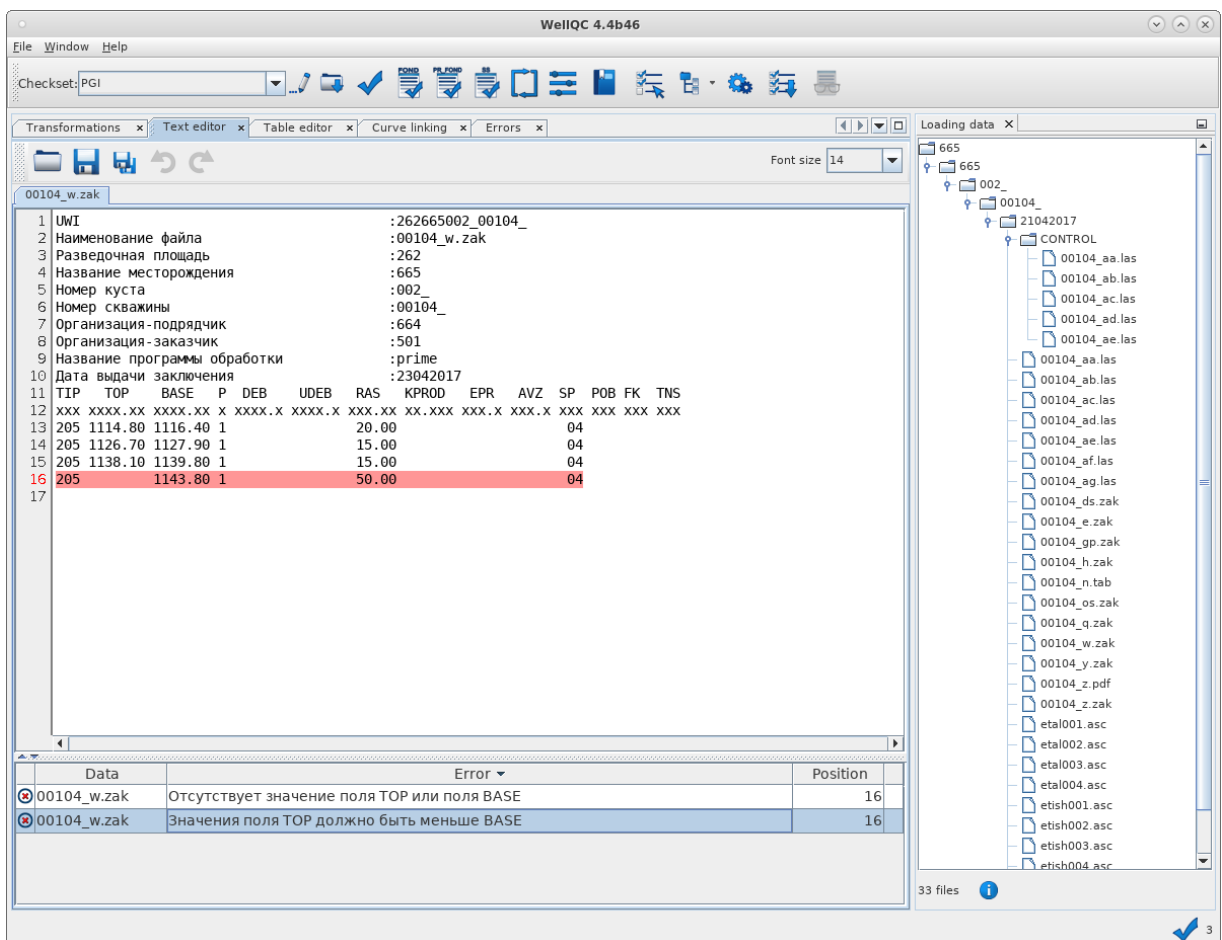 WellQC 4.4b46
File Window Help
Checkset: PGI
FOND PR_FOND SS
Transformations x Text editor x Table editor x Curve linking x Errors x
Font size 14
00104_w.zak
1 UWI :262665002_00104_
2 Наименование файла :00104_w.zak
3 Разведочная площадь :262
4 Название месторождения :665
5 Номер куста :002_
6 Номер скважины :00104_
7 Организация-подрядчик :664
8 Организация-заказчик :501
9 Название программы обработки :prime
10 Дата выдачи заключения :23042017
11 TIP TOP BASE P DEB UDEB RAS KPROD EPR AVZ SP POB FK TNS
12 xxx xxxx.xx xxxx.xx x xxxx.x xxxx.x xxx.xx xx.xxx xxx.x xxx.x xxx xxx xxx xxx
13 205 1114.80 1116.40 1 20.00 04
14 205 1126.70 1127.90 1 15.00 04
15 205 1138.10 1139.80 1 15.00 04
16 205 1143.80 1 50.00 04
17
Data Error Position
00104_w.zak Отсутствует значение поля TOP или поля BASE 16
00104_w.zak Значения поля TOP должно быть меньше BASE 16
Loading data X
665
665
002_
00104_
21042017
CONTROL
00104_aa.las
00104_ab.las
00104_ac.las
00104_ad.las
00104_ae.las
00104_aa.las
00104_ab.las
00104_ac.las
00104_ad.las
00104_ae.las
00104_af.las
00104_ag.las
00104_ds.zak
00104_e.zak
00104_gp.zak
00104_h.zak
00104_n.tab
00104_os.zak
00104_q.zak
00104_w.zak
00104_y.zak
00104_z.pdf
00104_z.zak
etal001.asc
etal002.asc
etal003.asc
etal004.asc
etish001.asc
etish002.asc
etish003.asc
etish004.asc
33 files
3